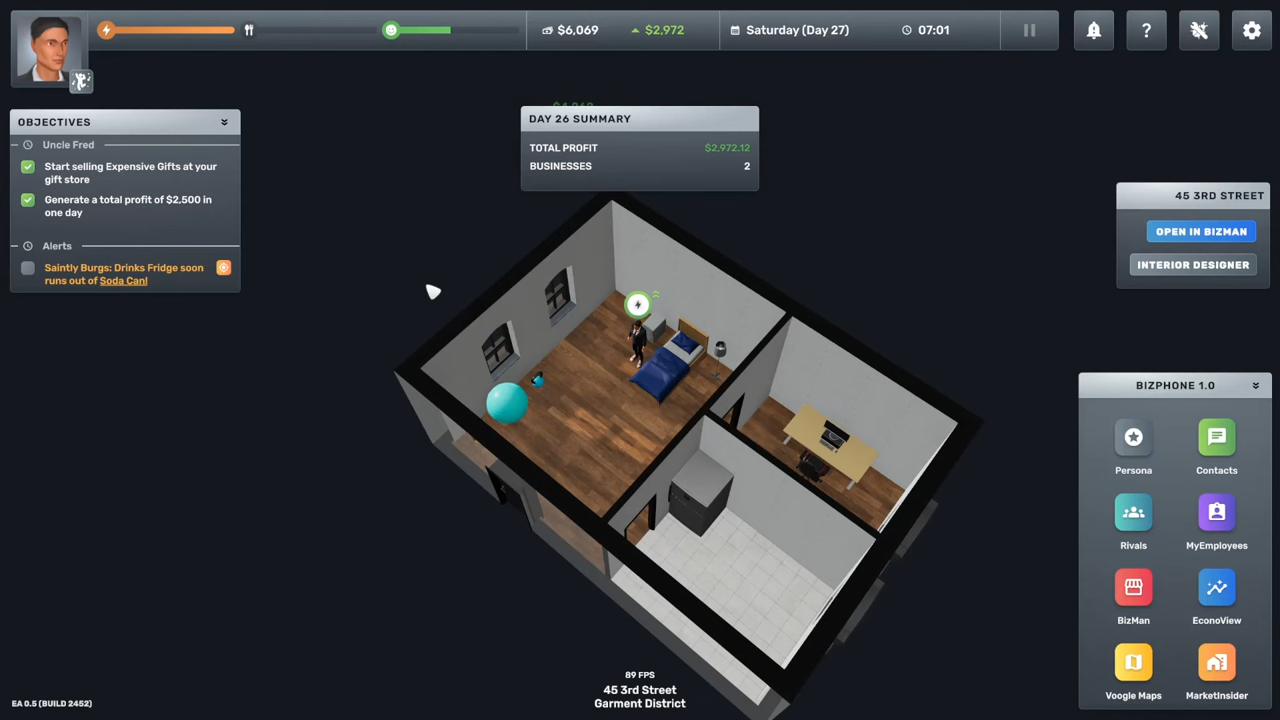 $6,069
$2,972
Saturday (Day 27)
07:01
OBJECTIVES
Uncle Fred
Start selling Expensive Gifts at your
gift store
Generate a total profit of $2,500 in
one day
Alerts
Saintly Burgs: Drinks Fridge soon
runs out of Soda Can!
DAY 26 SUMMARY
TOTAL PROFIT $2,972.12
BUSINESSES 2
45 3RD STREET
OPEN IN BIZMAN
INTERIOR DESIGNER
BIZPHONE 1.0
Persona Contacts
Rivals MyEmployees
BizMan EconoView
Voogle Maps MarketInsider
89 FPS
45 3rd Street
Garment District
EA 0.5 (BUILD 2452)